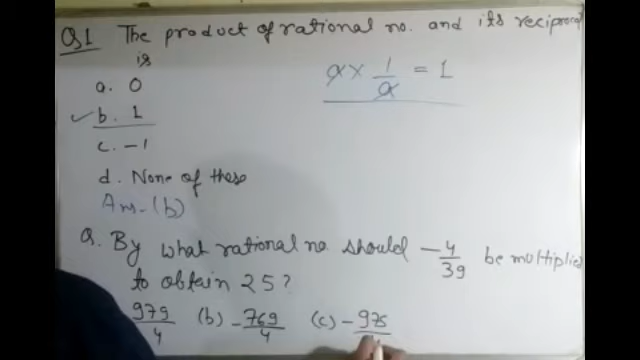 Q1 The product of rational no. and its reciprocal
is
a. 0
x × 1/x = 1
✓ b. 1
c. -1
d. None of these
Ans - (b)
Q. By what rational no. should -4/39 be multiplied
to obtain 25?
979/4 (b) -769/4 (c) -975